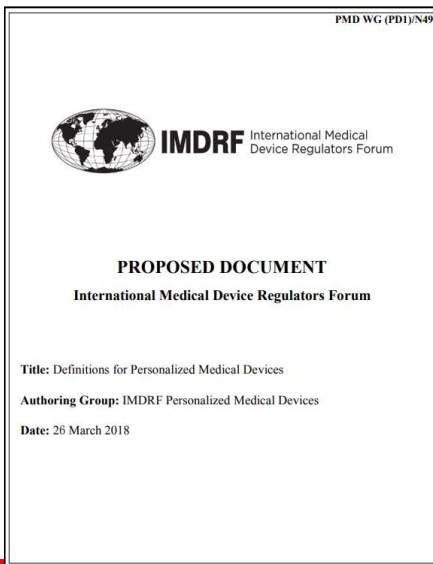 PMD WG (PD1)/N49
IMDRF International Medical
Device Regulators Forum
PROPOSED DOCUMENT
International Medical Device Regulators Forum
Title: Definitions for Personalized Medical Devices
Authoring Group: IMDRF Personalized Medical Devices
Date: 26 March 2018